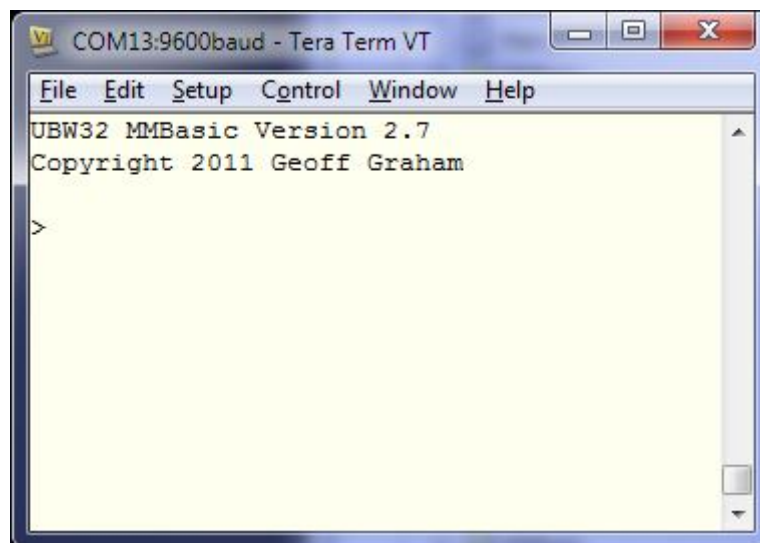 COM13:9600baud - Tera Term VT
File Edit Setup Control Window Help
UBW32 MMBasic Version 2.7
Copyright 2011 Geoff Graham
>